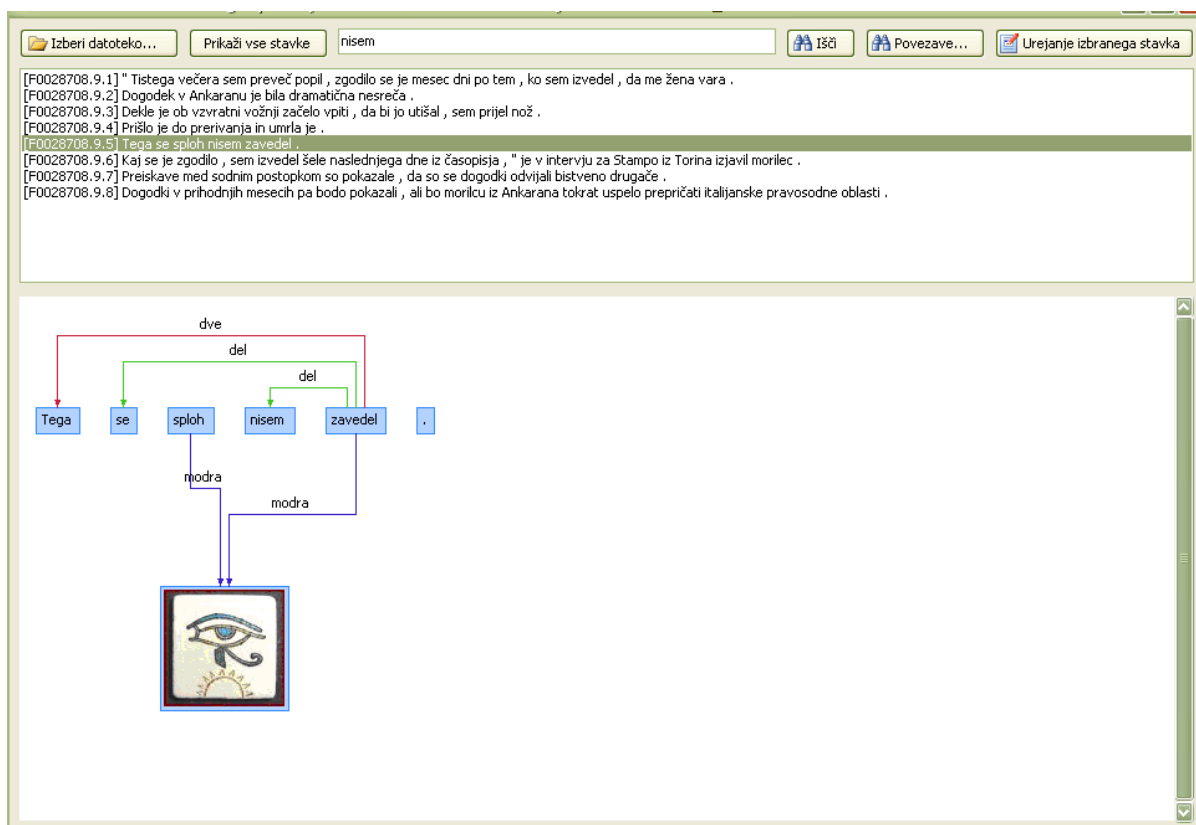 Izberi datoteko... Prikaži vse stavke nisem Išči Povezave... Urejanje izbranega stavka
[F0028708.9.1] " Tistega večera sem preveč popil , zgodilo se je mesec dni po tem , ko sem izvedel , da me žena vara .
[F0028708.9.2] Dogodek v Ankaranu je bila dramatična nesreča .
[F0028708.9.3] Dekle je ob vzvratni vožnji začelo vpiti , da bi jo utišal , sem prijel nož .
[F0028708.9.4] Prišlo je do prerivanja in umrla je .
[F0028708.9.5] Tega se sploh nisem zavedel .
[F0028708.9.6] Kaj se je zgodilo , sem izvedel šele naslednjega dne iz časopisja , " je v intervju za Stampo iz Torina izjavil morilec .
[F0028708.9.7] Preiskave med sodnim postopkom so pokazale , da so se dogodki odvijali bistveno drugače .
[F0028708.9.8] Dogodki v prihodnjih mesecih pa bodo pokazali , ali bo morilcu iz Ankarana tokrat uspelo prepričati italijanske pravosodne oblasti .
dve
del
del
Tega se sploh nisem zavedel .
modra
modra